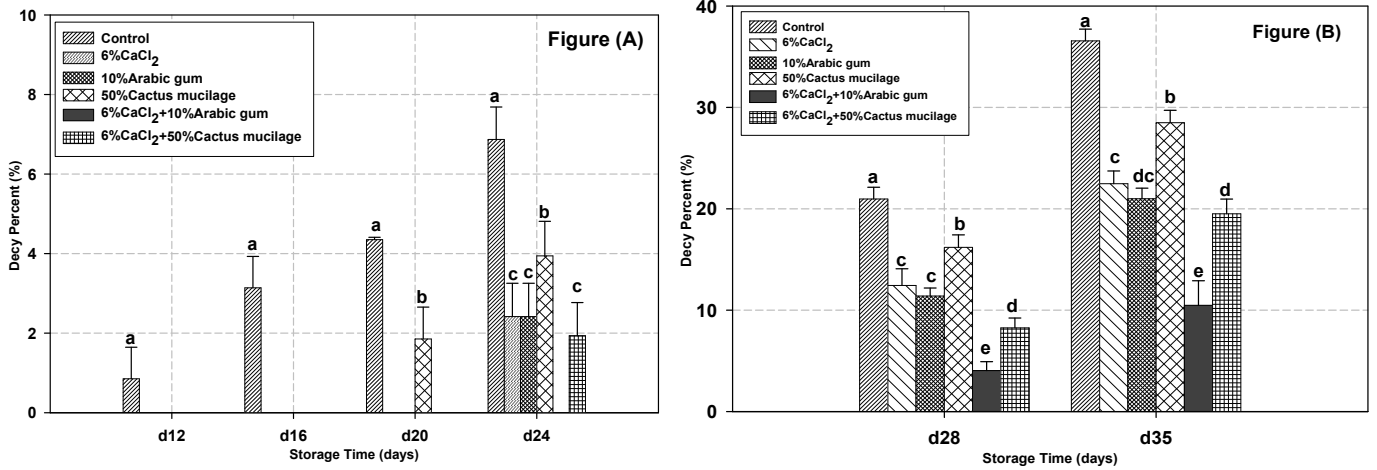 10
8
6
4
2
0
Decy Percent (%)
Control
6%CaCl2
10%Arabic gum
50%Cactus mucilage
6%CaCl2+10%Arabic gum
6%CaCl2+50%Cactus mucilage
Figure (A)
a
a
a
b
a
c
c
b
c
d12
d16
d20
d24
Storage Time (days)
40
30
20
10
0
Decy Percent (%)
Control
6%CaCl2
10%Arabic gum
50%Cactus mucilage
6%CaCl2+10%Arabic gum
6%CaCl2+50%Cactus mucilage
Figure (B)
a
c
c
b
e
d
a
c
dc
b
e
d
d28
d35
Storage Time (days)